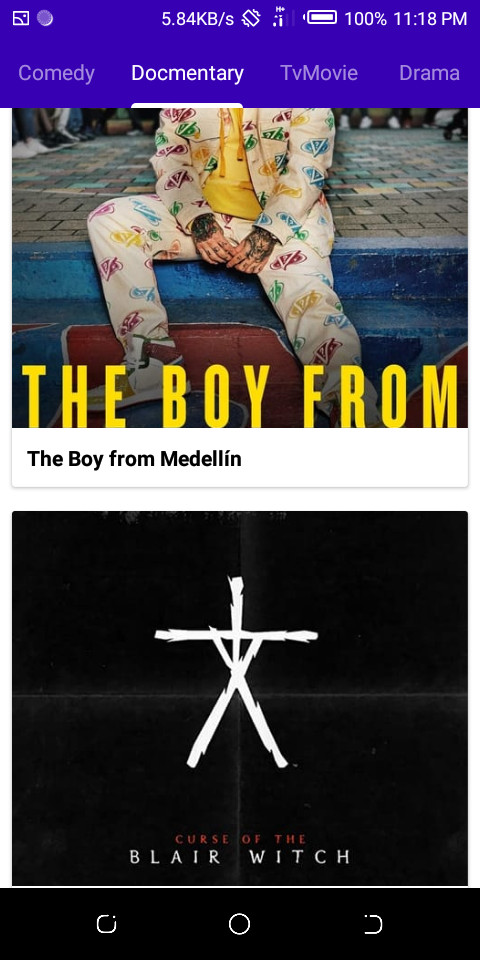 5.84KB/s H+ 100% 11:18 PM
Comedy Docmentary TvMovie Drama
THE BOY FROM
The Boy from Medellín
CURSE OF THE
BLAIR WITCH